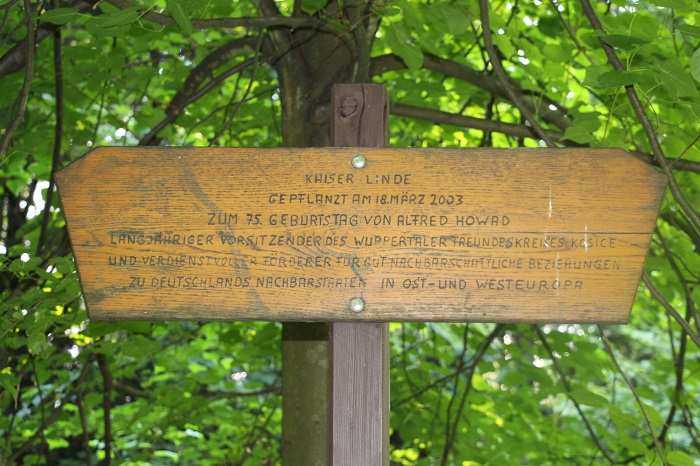 KAISER LINDE
GEPFLANZT AM 18.MÄRZ 2003
ZUM 75. GEBURTSTAG VON ALFRED HOWAD
LANGJÄHRIGER VORSITZENDER DES WUPPERTALER FREUNDESKREISES KOSICE
UND VERDIENSTVOLLER FÖRDERER FÜR GUT NACHBARSCHAFTLICHE BEZIEHUNGEN
ZU DEUTSCHLANDS NACHBARSTAATEN IN OST- UND WESTEUROPA